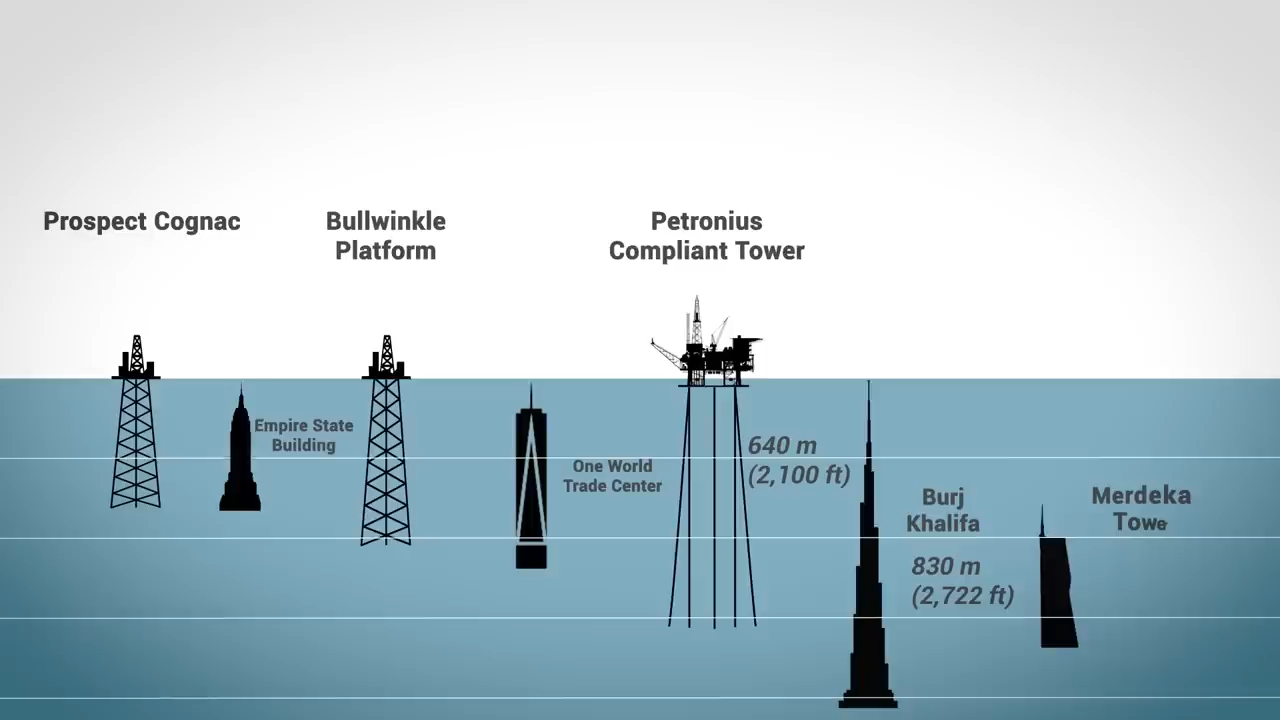 Prospect Cognac
Bullwinkle
Platform
Petronius
Compliant Tower
Empire State
Building
One World
Trade Center
640 m
(2,100 ft)
Burj
Khalifa
830 m
(2,722 ft)
Merdeka
Towe